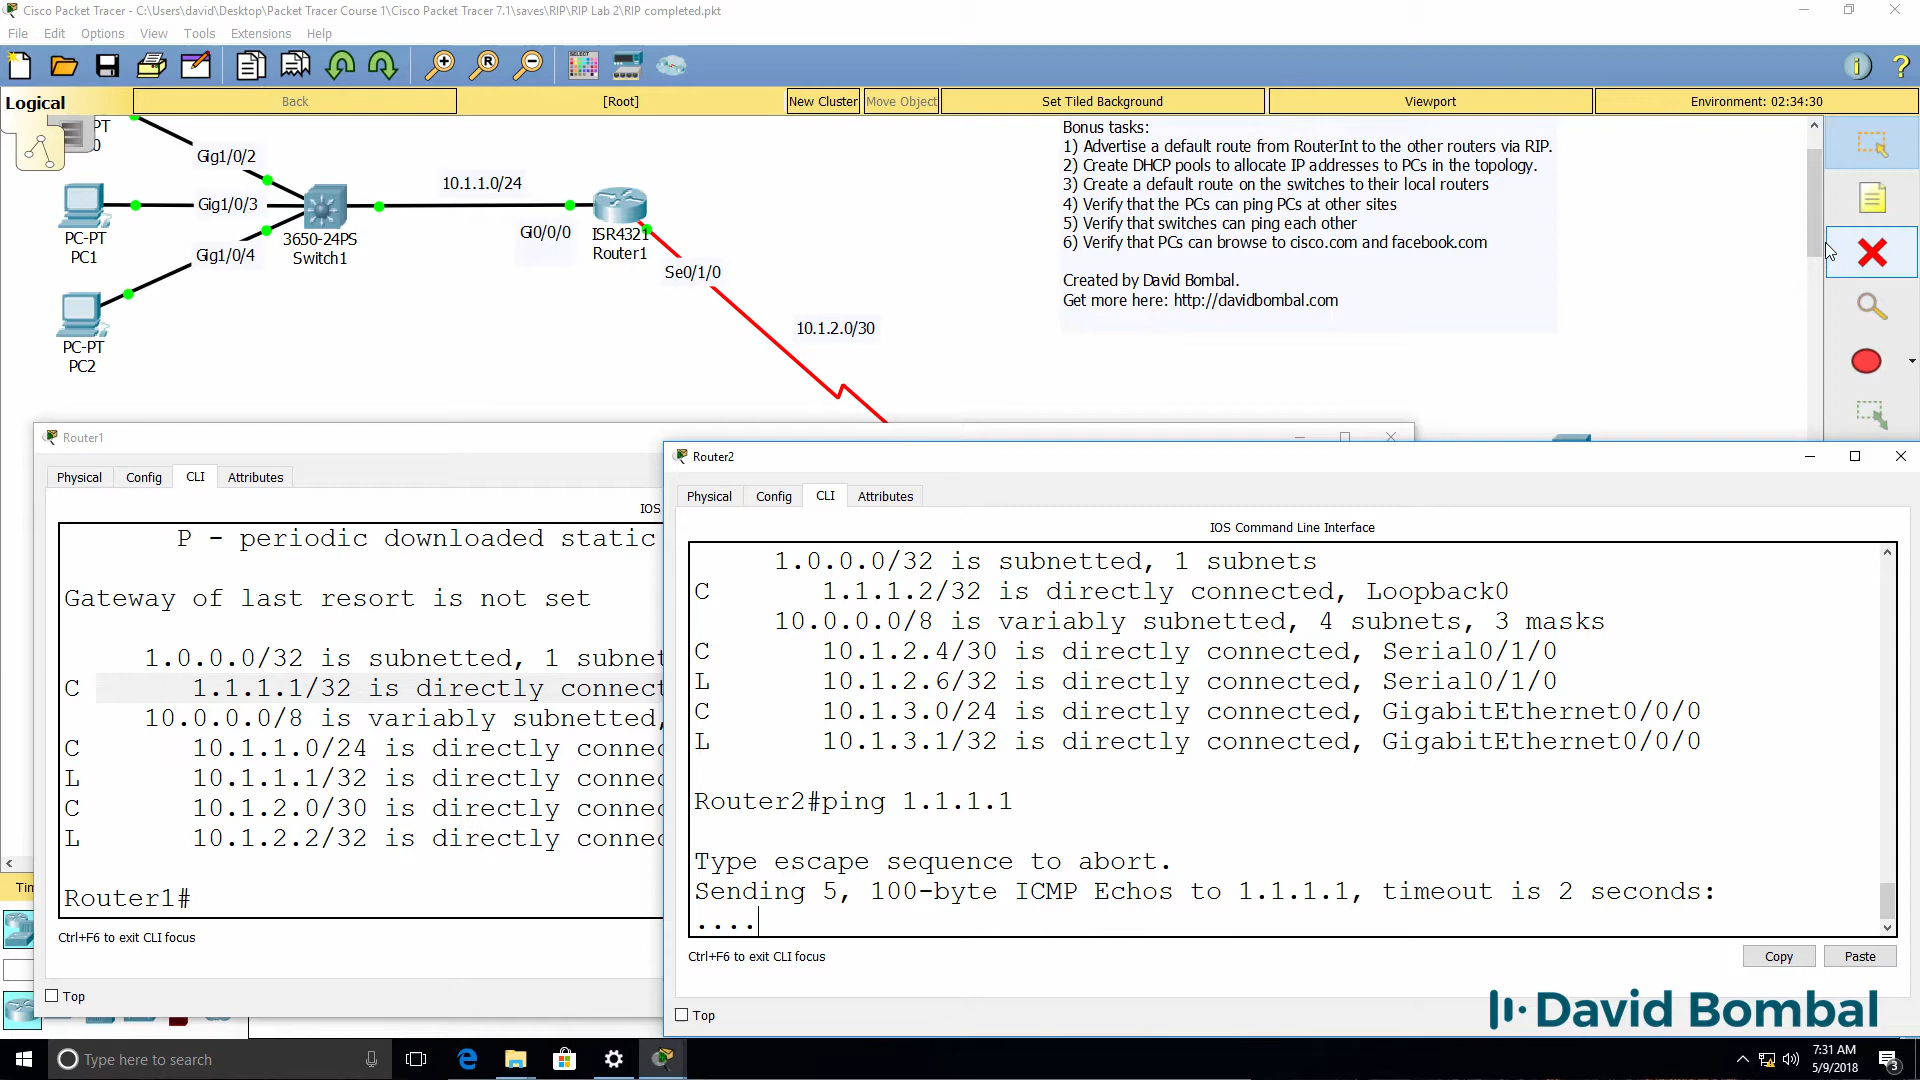 Cisco Packet Tracer - C:\Users\david\Desktop\Packet Tracer Course 1\Cisco Packet Tracer 7.1\saves\RIP\RIP Lab 2\RIP completed.pkt
File Edit Options View Tools Extensions Help
Logical Back [Root] New Cluster Move Object Set Tiled Background Viewport Environment: 02:34:30
PT
0
Gig1/0/2
Gig1/0/3
Gig1/0/4
PC-PT
PC1
PC-PT
PC2
3650-24PS
Switch1
10.1.1.0/24
Gi0/0/0
ISR4321
Router1
Se0/1/0
10.1.2.0/30
Bonus tasks:
1) Advertise a default route from RouterInt to the other routers via RIP.
2) Create DHCP pools to allocate IP addresses to PCs in the topology.
3) Create a default route on the switches to their local routers
4) Verify that the PCs can ping PCs at other sites
5) Verify that switches can ping each other
6) Verify that PCs can browse to cisco.com and facebook.com
Created by David Bombal.
Get more here: http://davidbombal.com
Router1
Physical Config CLI Attributes
IOS
P - periodic downloaded static
Gateway of last resort is not set
1.0.0.0/32 is subnetted, 1 subne
C 1.1.1.1/32 is directly connect
10.0.0.0/8 is variably subnetted,
C 10.1.1.0/24 is directly conne
L 10.1.1.1/32 is directly conne
C 10.1.2.0/30 is directly conne
L 10.1.2.2/32 is directly conne
Router1#
Ctrl+F6 to exit CLI focus
Top
Router2
Physical Config CLI Attributes
IOS Command Line Interface
1.0.0.0/32 is subnetted, 1 subnets
C 1.1.1.2/32 is directly connected, Loopback0
10.0.0.0/8 is variably subnetted, 4 subnets, 3 masks
C 10.1.2.4/30 is directly connected, Serial0/1/0
L 10.1.2.6/32 is directly connected, Serial0/1/0
C 10.1.3.0/24 is directly connected, GigabitEthernet0/0/0
L 10.1.3.1/32 is directly connected, GigabitEthernet0/0/0
Router2#ping 1.1.1.1
Type escape sequence to abort.
Sending 5, 100-byte ICMP Echos to 1.1.1.1, timeout is 2 seconds:
....
Ctrl+F6 to exit CLI focus
Copy Paste
Top
Tim
David Bombal
Type here to search
7:31 AM
5/9/2018
3